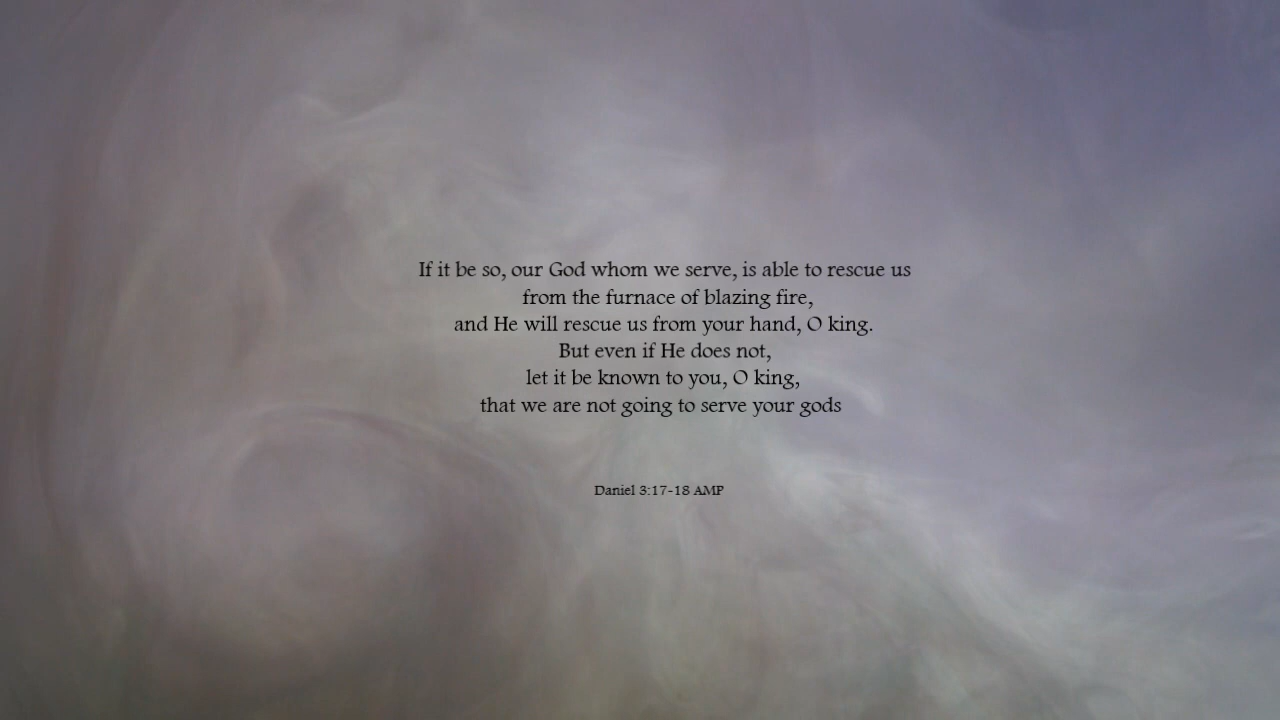 If it be so, our God whom we serve, is able to rescue us
from the furnace of blazing fire,
and He will rescue us from your hand, O king.
But even if He does not,
let it be known to you, O king,
that we are not going to serve your gods
Daniel 3:17-18 AMP